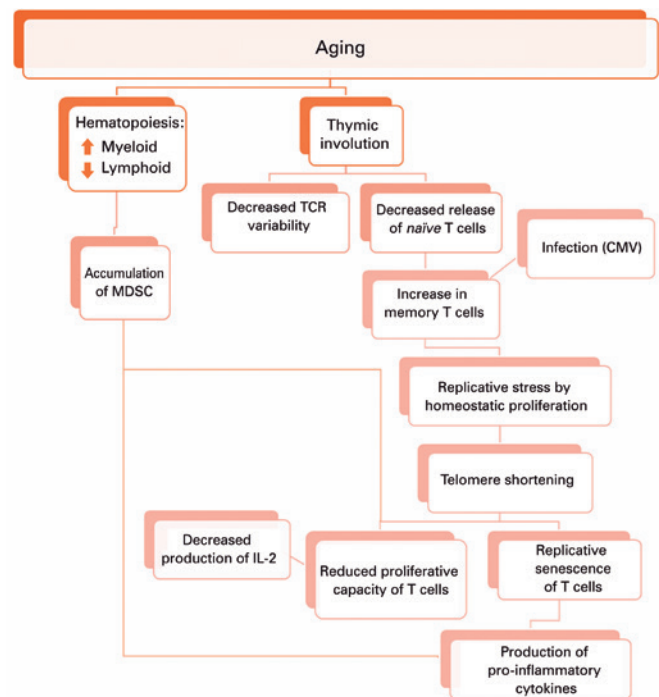 Aging
Hematopoiesis:
Myeloid
Lymphoid
Thymic
involution
Decreased TCR
variability
Decreased release
of naïve T cells
Infection (CMV)
Accumulation
of MDSC
Increase in
memory T cells
Replicative stress by
homeostatic proliferation
Telomere shortening
Decreased
production of IL-2
Reduced proliferative
capacity of T cells
Replicative
senescence
of T cells
Production of
pro-inflammatory
cytokines